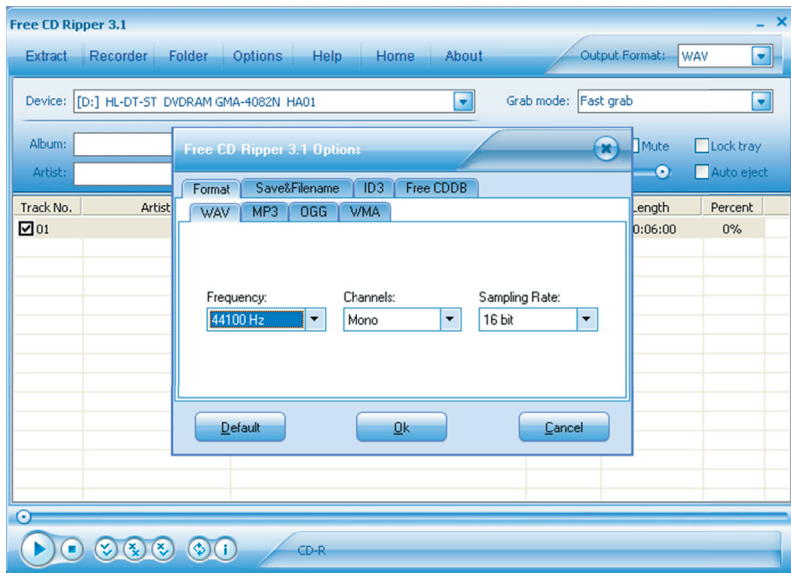 Free CD Ripper 3.1
Extract Recorder Folder Options Help Home About Output Format: WAV
Device: [D:] HL-DT-ST DVDRAM GMA-4082N HA01 Grab mode: Fast grab
Album: Mute Lock tray
Artist: Auto eject
Track No. Artist Length Percent
01 0:06:00 0%
Free CD Ripper 3.1 Options
Format Save&Filename ID3 Free CDDB
WAV MP3 OGG WMA
Frequency: Channels: Sampling Rate:
44100 Hz Mono 16 bit
Default Ok Cancel
CD-R